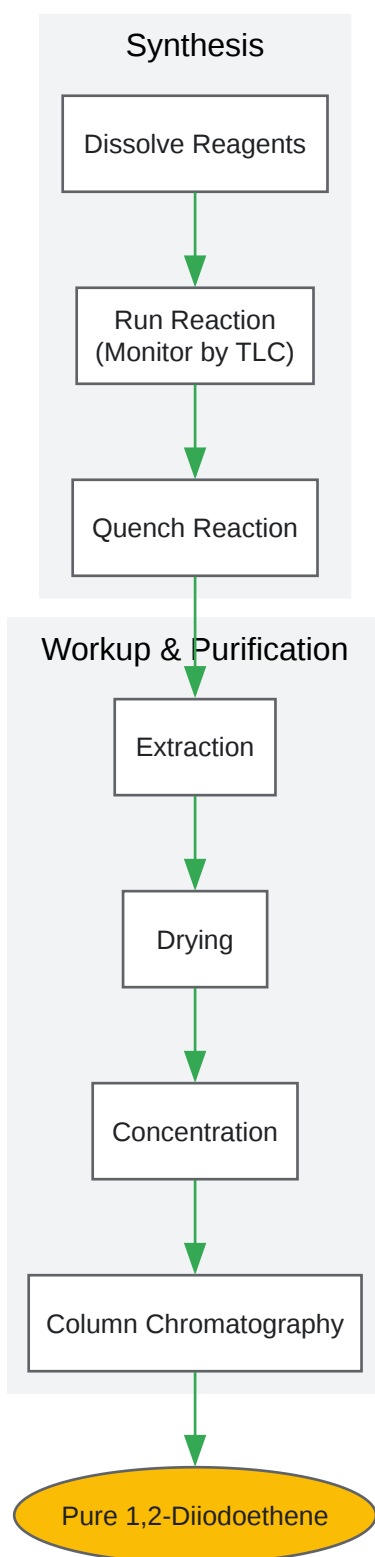 Synthesis
Dissolve Reagents
Run Reaction
(Monitor by TLC)
Quench Reaction
Workup & Purification
Extraction
Drying
Concentration
Column Chromatography
Pure 1,2-Diiodoethene